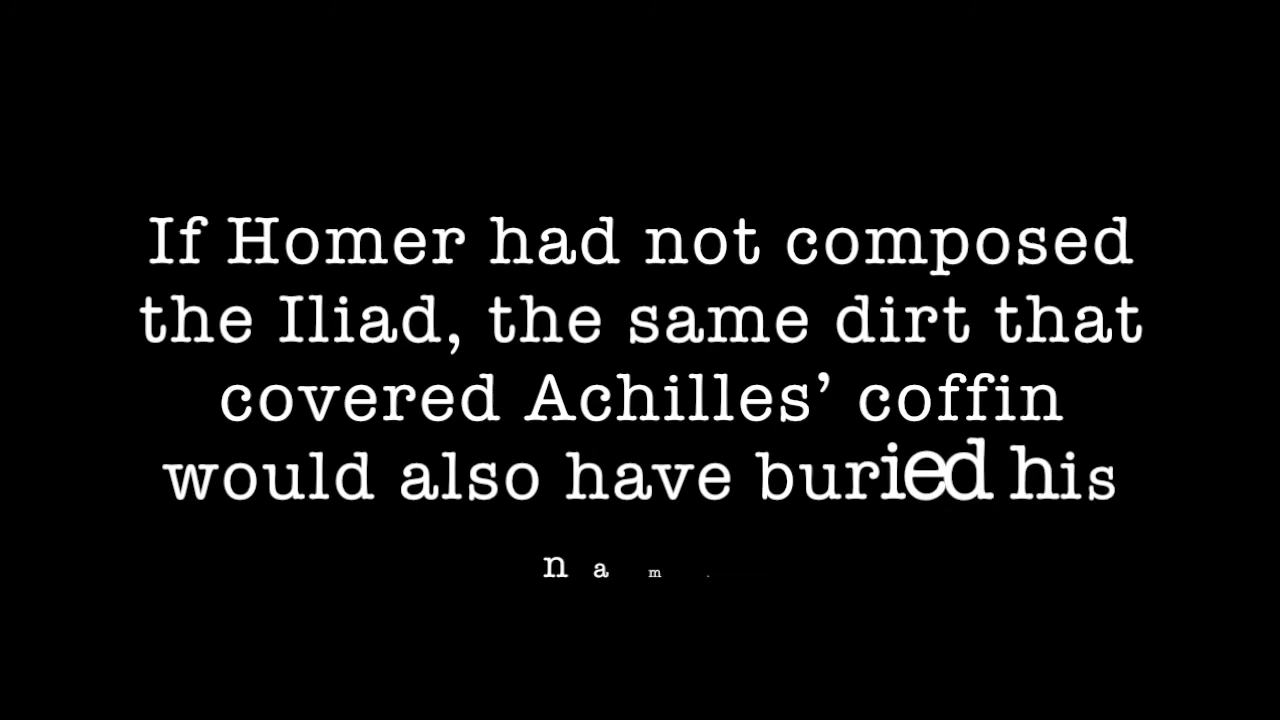 If Homer had not composed
the Iliad, the same dirt that
covered Achilles’ coffin
would also have buried his
nam